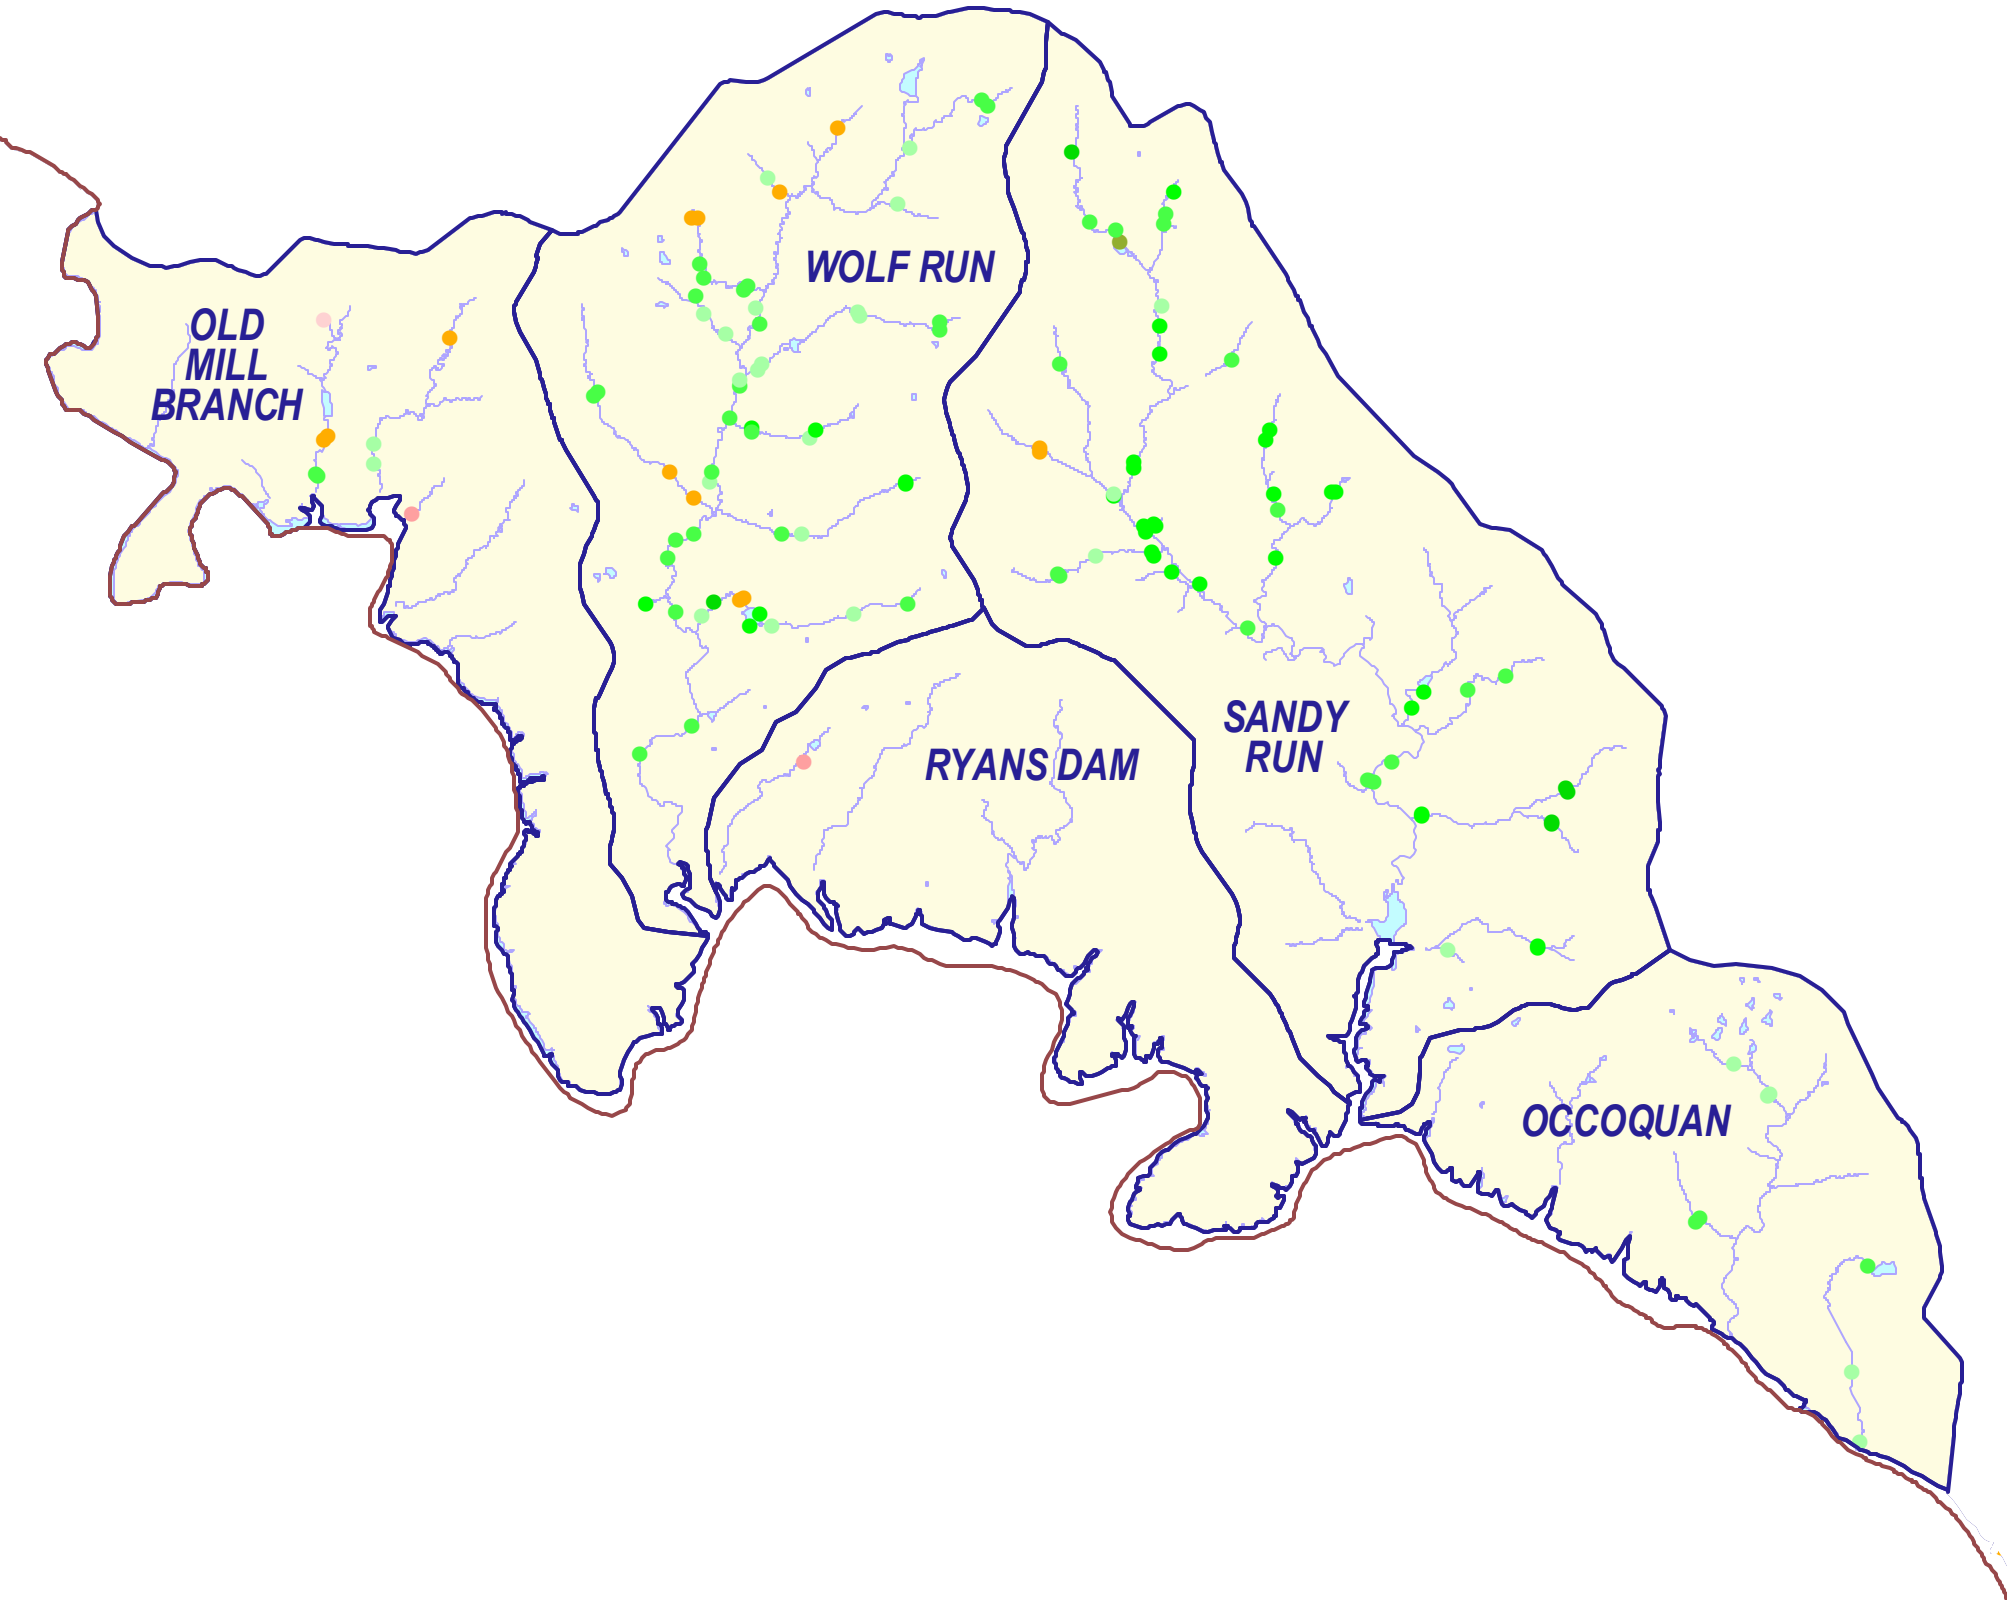 WOLF RUN
OLD
MILL
BRANCH
SANDY
RUN
RYANS DAM
OCCOQUAN